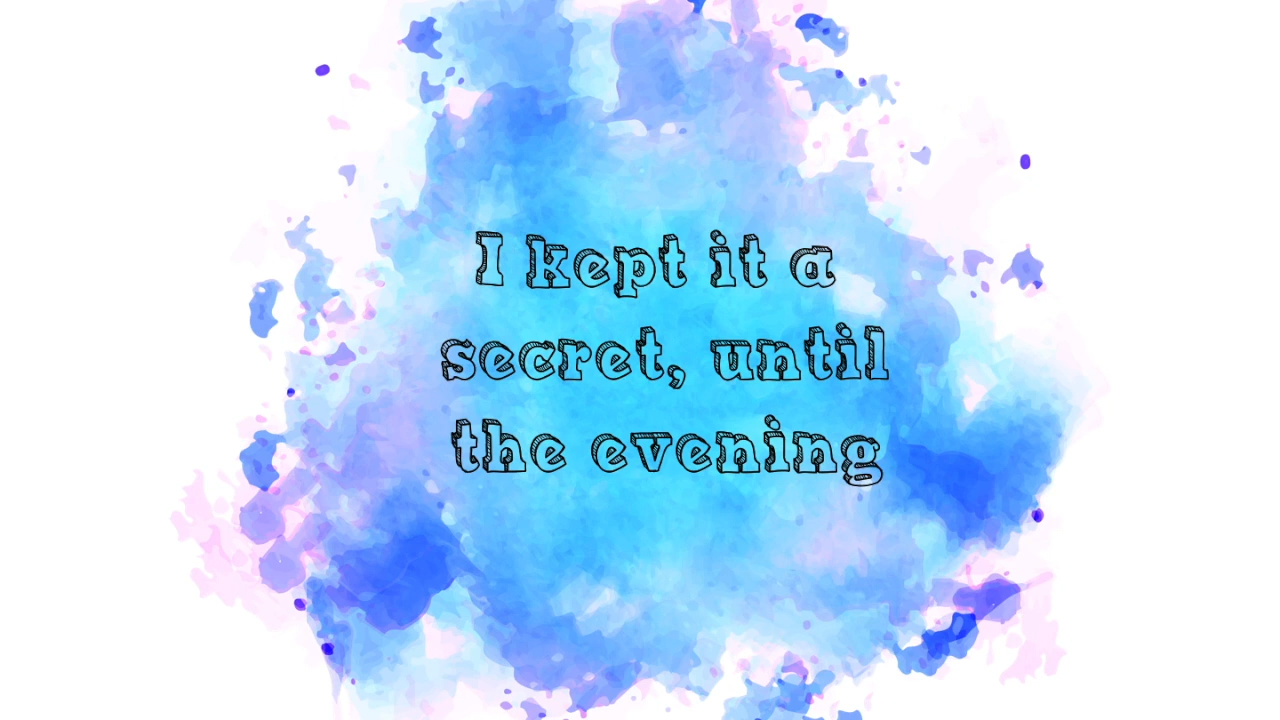 I kept it a
secret, until
the evening